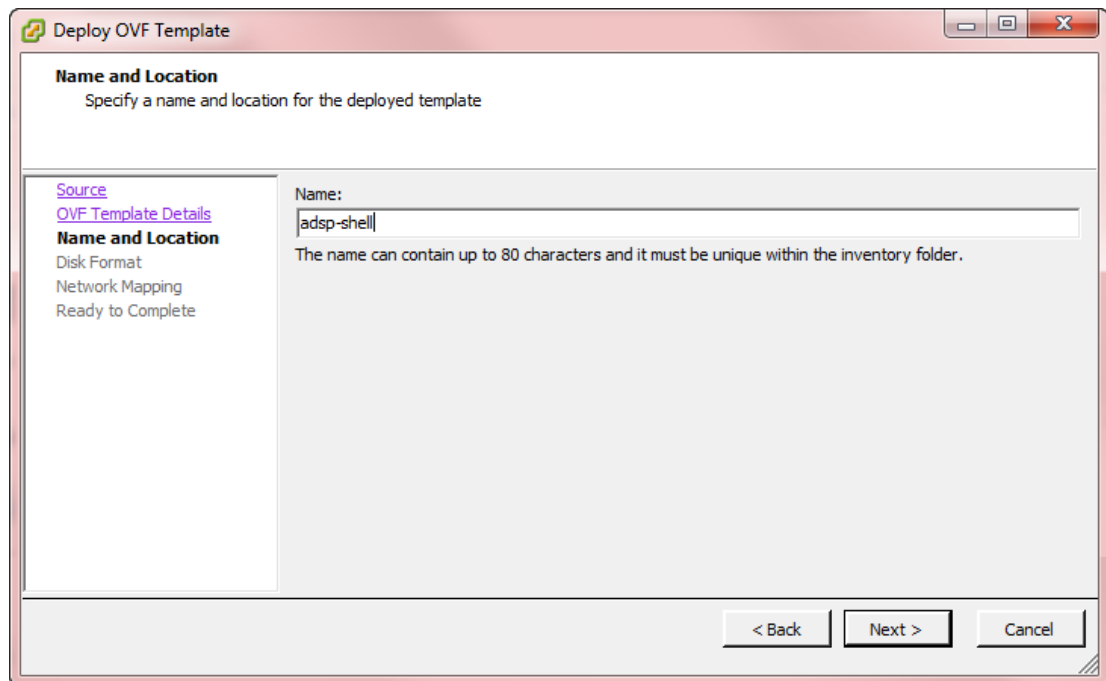 Deploy OVF Template
Name and Location
Specify a name and location for the deployed template
Source
OVF Template Details
Name and Location
Disk Format
Network Mapping
Ready to Complete
Name:
adsp-shell
The name can contain up to 80 characters and it must be unique within the inventory folder.
< Back
Next >
Cancel